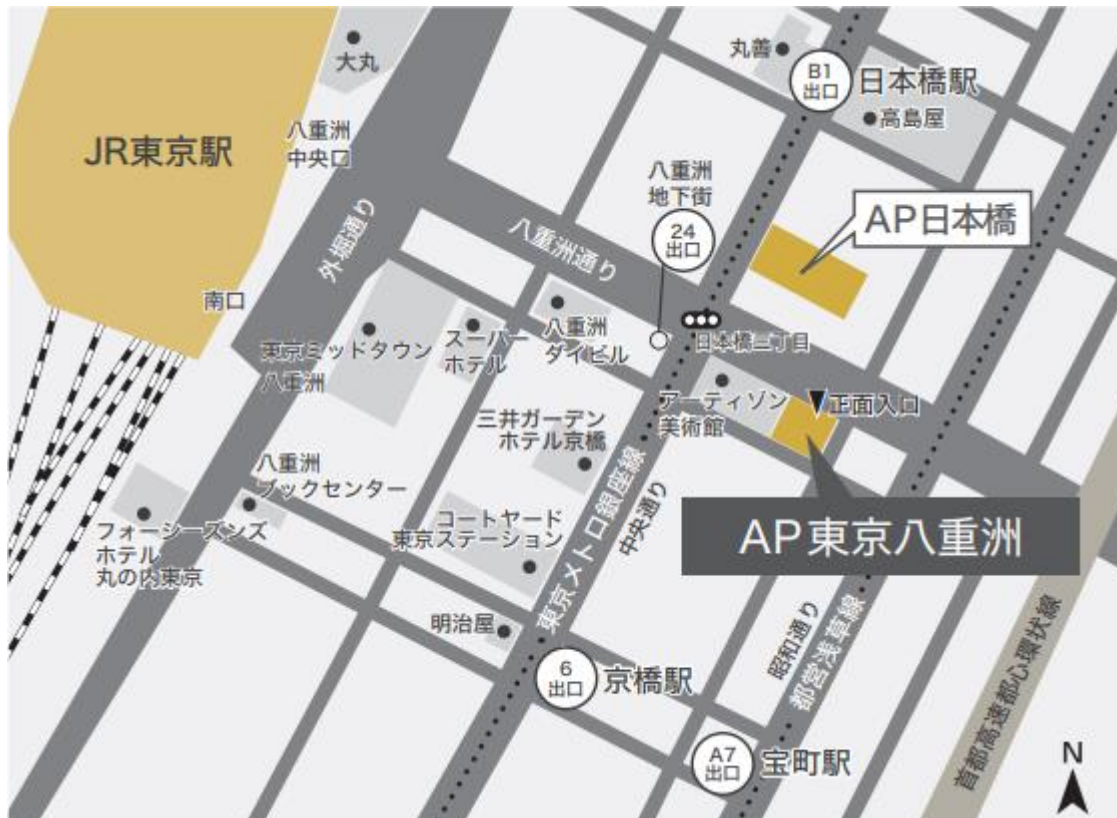 大丸
丸善
B1
出口
日本橋駅
高島屋
JR東京駅
八重洲
中央口
八重洲
地下街
24
出口
AP日本橋
外堀通り
八重洲通り
南口
東京ミッドタウン
八重洲
スーパー
ホテル
八重洲
ダイビル
日本橋三丁目
アーティゾン
美術館
正面入口
三井ガーデン
ホテル京橋
八重洲
ブックセンター
コートヤード
東京ステーション
東京メトロ銀座線
中央通り
AP東京八重洲
フォーシーズンズ
ホテル
丸の内東京
明治屋
6
出口
京橋駅
昭和通り
都営浅草線
首都高速都心環状線
A7
出口
宝町駅
N